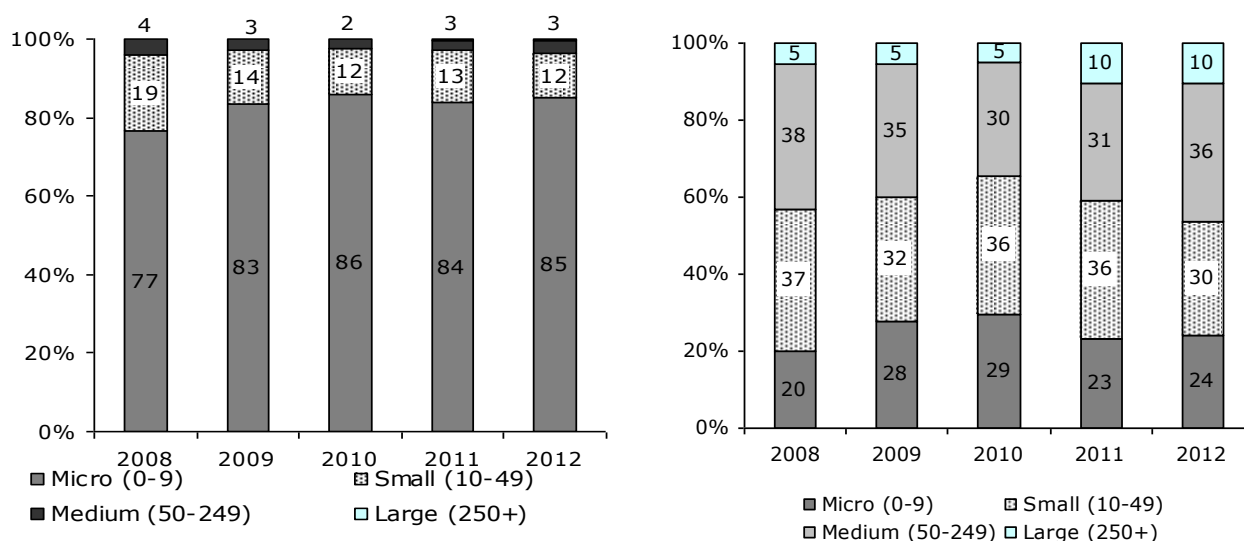 4 3 2 3 3
100%
80%
60%
40%
20%
0%
19 14 12 13 12
77 83 86 84 85
2008 2009 2010 2011 2012
Micro (0-9) Small (10-49)
Medium (50-249) Large (250+)
100%
80%
60%
40%
20%
0%
5 5 5 10 10
38 35 30 31 36
37 32 36 36 30
20 28 29 23 24
2008 2009 2010 2011 2012
Micro (0-9) Small (10-49)
Medium (50-249) Large (250+)